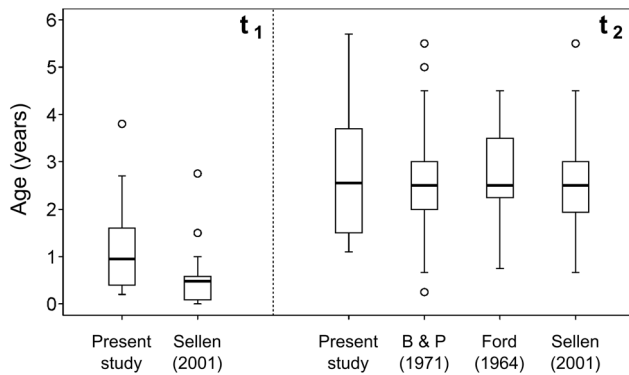 t1
t2
Age (years)
6
5
4
3
2
1
0
Present study
Sellen (2001)
Present study
B & P (1971)
Ford (1964)
Sellen (2001)